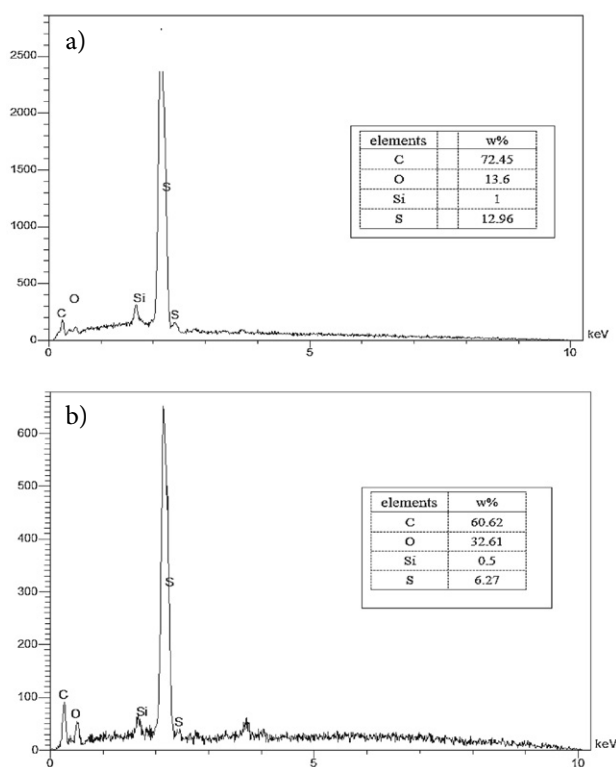 a)
2500
2000
1500
1000
500
0
C
O
Si
S
S
0
5
10
keV
elements w%
C 72.45
O 13.6
Si 1
S 12.96
b)
600
500
400
300
200
100
0
C
O
Si
S
S
0
5
10
keV
elements w%
C 60.62
O 32.61
Si 0.5
S 6.27